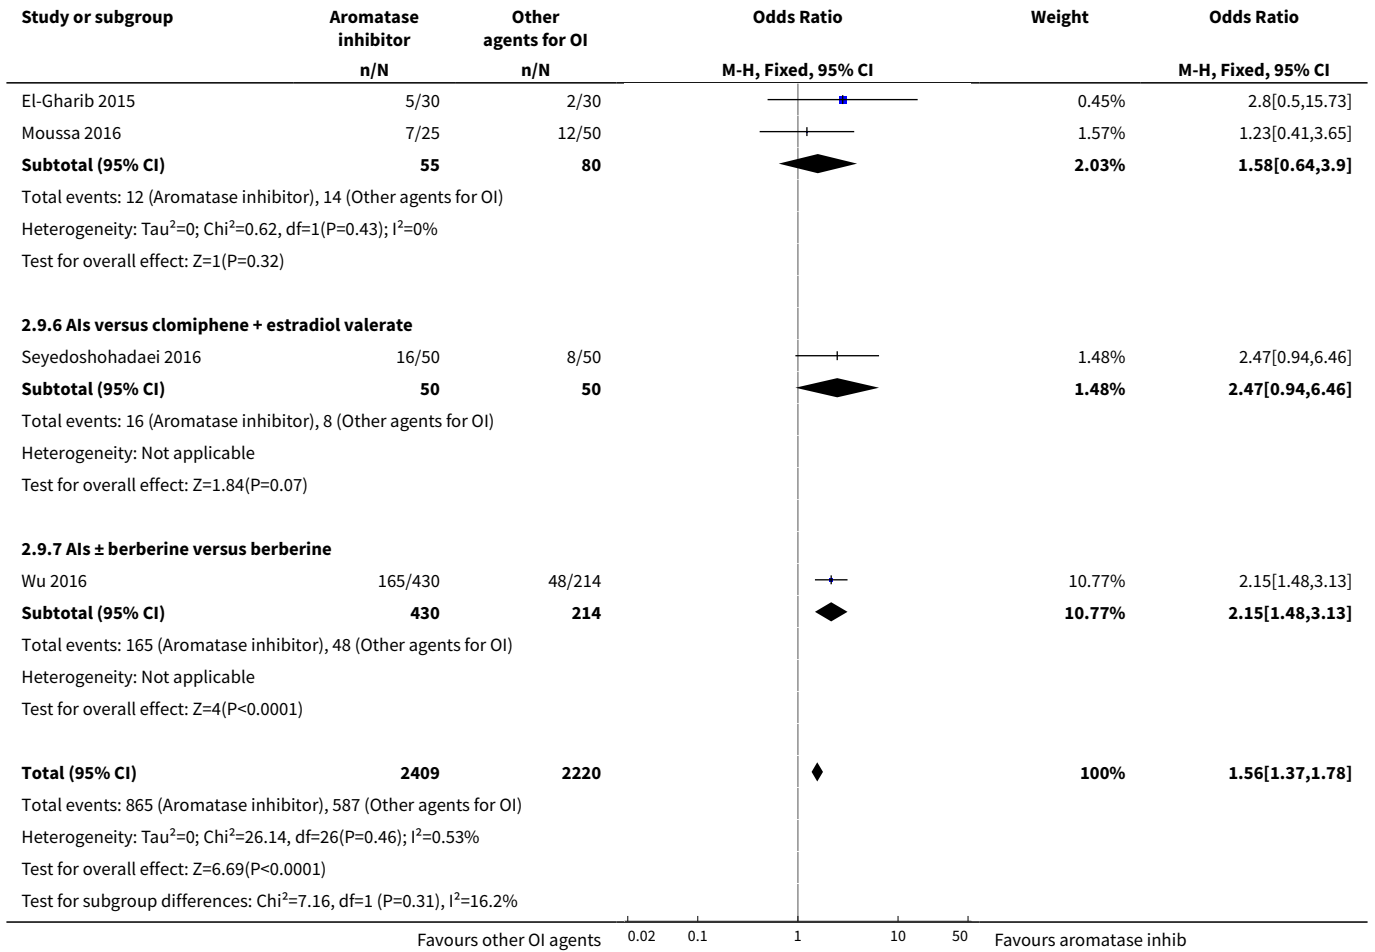 Study or subgroup Aromatase inhibitor Other agents for OI Odds Ratio Weight Odds Ratio
n/N n/N M-H, Fixed, 95% CI M-H, Fixed, 95% CI
El-Gharib 2015 5/30 2/30 0.45% 2.8[0.5,15.73]
Moussa 2016 7/25 12/50 1.57% 1.23[0.41,3.65]
Subtotal (95% CI) 55 80 2.03% 1.58[0.64,3.9]
Total events: 12 (Aromatase inhibitor), 14 (Other agents for OI)
Heterogeneity: Tau²=0; Chi²=0.62, df=1(P=0.43); I²=0%
Test for overall effect: Z=1(P=0.32)
2.9.6 AIs versus clomiphene + estradiol valerate
Seyedoshohadaei 2016 16/50 8/50 1.48% 2.47[0.94,6.46]
Subtotal (95% CI) 50 50 1.48% 2.47[0.94,6.46]
Total events: 16 (Aromatase inhibitor), 8 (Other agents for OI)
Heterogeneity: Not applicable
Test for overall effect: Z=1.84(P=0.07)
2.9.7 AIs ± berberine versus berberine
Wu 2016 165/430 48/214 10.77% 2.15[1.48,3.13]
Subtotal (95% CI) 430 214 10.77% 2.15[1.48,3.13]
Total events: 165 (Aromatase inhibitor), 48 (Other agents for OI)
Heterogeneity: Not applicable
Test for overall effect: Z=4(P<0.0001)
Total (95% CI) 2409 2220 100% 1.56[1.37,1.78]
Total events: 865 (Aromatase inhibitor), 587 (Other agents for OI)
Heterogeneity: Tau²=0; Chi²=26.14, df=26(P=0.46); I²=0.53%
Test for overall effect: Z=6.69(P<0.0001)
Test for subgroup differences: Chi²=7.16, df=1 (P=0.31), I²=16.2%
Favours other OI agents 0.02 0.1 1 10 50 Favours aromatase inhib